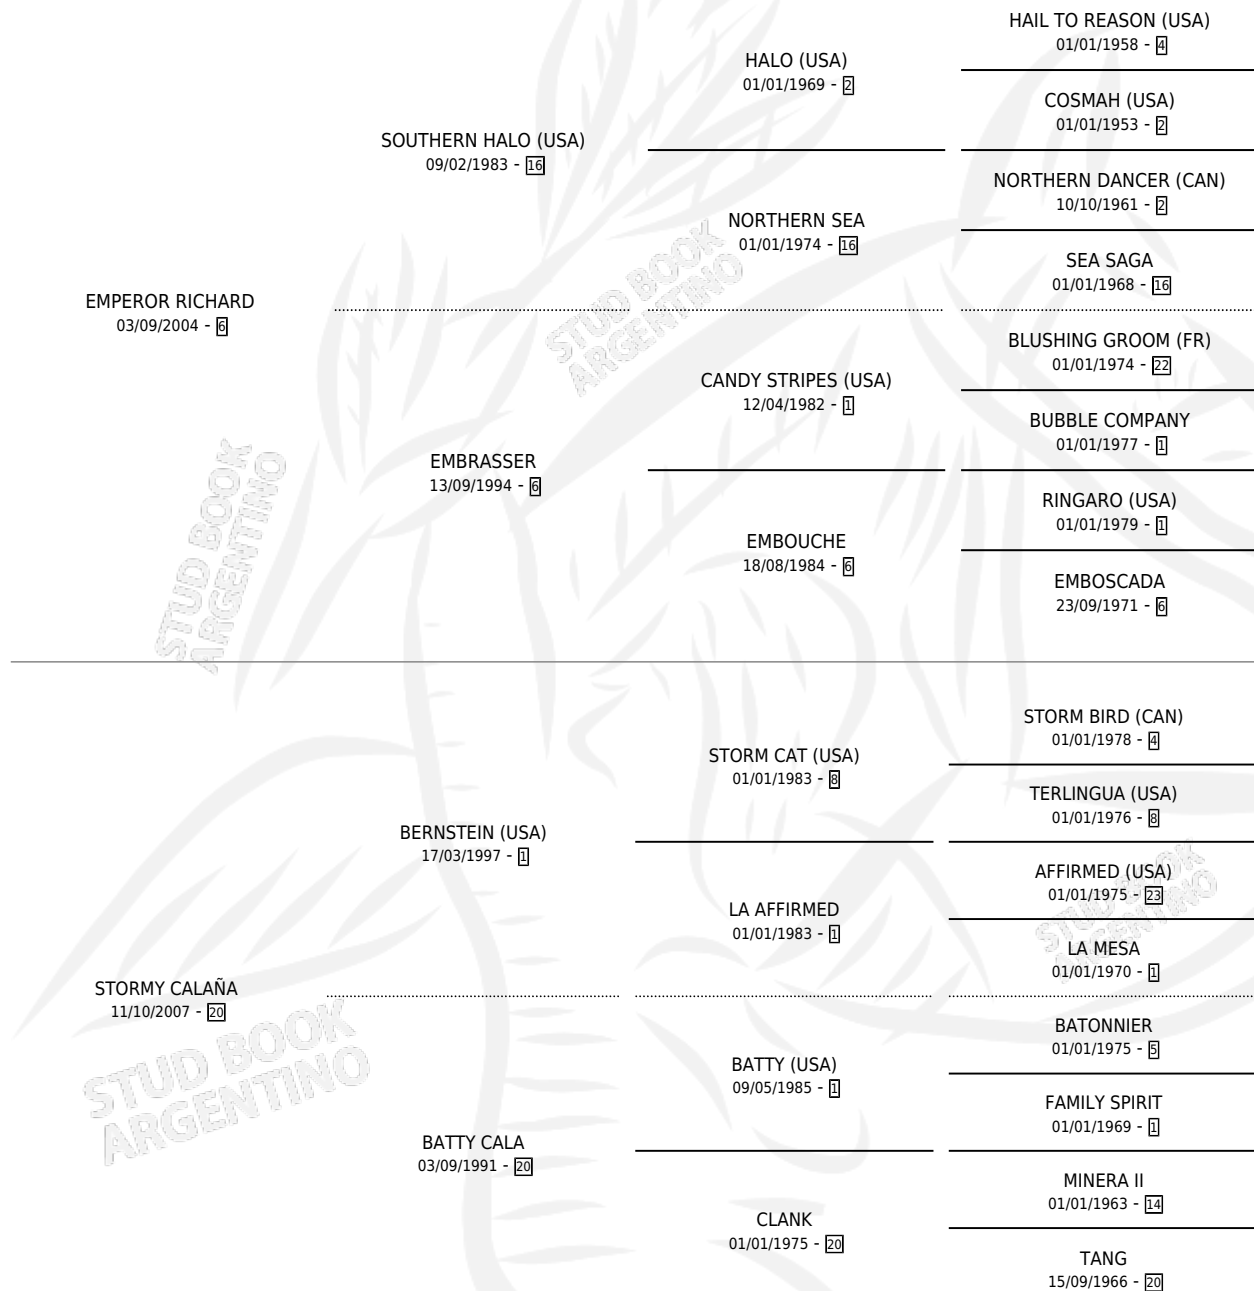 HAIL TO REASON (USA)
01/01/1958 - 4
HALO (USA)
01/01/1969 - 2
COSMAH (USA)
01/01/1953 - 2
SOUTHERN HALO (USA)
09/02/1983 - 16
NORTHERN DANCER (CAN)
10/10/1961 - 2
NORTHERN SEA
01/01/1974 - 16
SEA SAGA
01/01/1968 - 16
EMPEROR RICHARD
03/09/2004 - 6
BLUSHING GROOM (FR)
01/01/1974 - 22
CANDY STRIPES (USA)
12/04/1982 - 1
BUBBLE COMPANY
01/01/1977 - 1
EMBRASSER
13/09/1994 - 6
RINGARO (USA)
01/01/1979 - 1
EMBOUCHE
18/08/1984 - 6
EMBOSCADA
23/09/1971 - 6
STUD BOOK
ARGENTINO
STUD BOOK
ARGENTINO
STORM BIRD (CAN)
01/01/1978 - 4
STORM CAT (USA)
01/01/1983 - 8
TERLINGUA (USA)
01/01/1976 - 8
BERNSTEIN (USA)
17/03/1997 - 1
AFFIRMED (USA)
01/01/1975 - 23
LA AFFIRMED
01/01/1983 - 1
LA MESA
01/01/1970 - 1
STORMY CALAÑA
11/10/2007 - 20
BATONNIER
01/01/1975 - 5
BATTY (USA)
09/05/1985 - 1
FAMILY SPIRIT
01/01/1969 - 1
BATTY CALA
03/09/1991 - 20
MINERA II
01/01/1963 - 14
CLANK
01/01/1975 - 20
TANG
15/09/1966 - 20
STUD BOOK
ARGENTINO
STUD BOOK
ARGENTINO